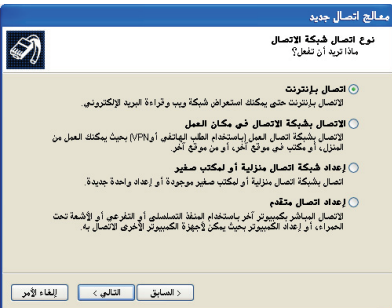 معالج اتصال جديد
نوع اتصال شبكة الاتصال
ماذا تريد أن تفعل؟
اتصال بإنترنت
الاتصال بإنترنت حتى يمكنك استعراض شبكة ويب وقراءة البريد الإلكتروني.
الاتصال بشبكة الاتصال في مكان العمل
الاتصال بشبكة اتصال العمل (باستخدام الطلب الهاتفي أوVPN) بحيث يمكنك العمل من
المنزل، أو مكتب في موقع آخر، أو من موقع آخر.
إعداد شبكة اتصال منزلية أو لمكتب صغير
اتصال بشبكة اتصال منزلية أو لمكتب صغير موجودة أو إعداد واحدة جديدة.
إعداد اتصال متقدم
الاتصال المباشر بكمبيوتر آخر باستخدام المنفذ التسلسلي أو التفرعي أو الأشعة تحت
الحمراء، أو إعداد الكمبيوتر بحيث يمكن لأجهزة الكمبيوتر الأخرى الاتصال به.
< السابق
التالي >
إلغاء الأمر